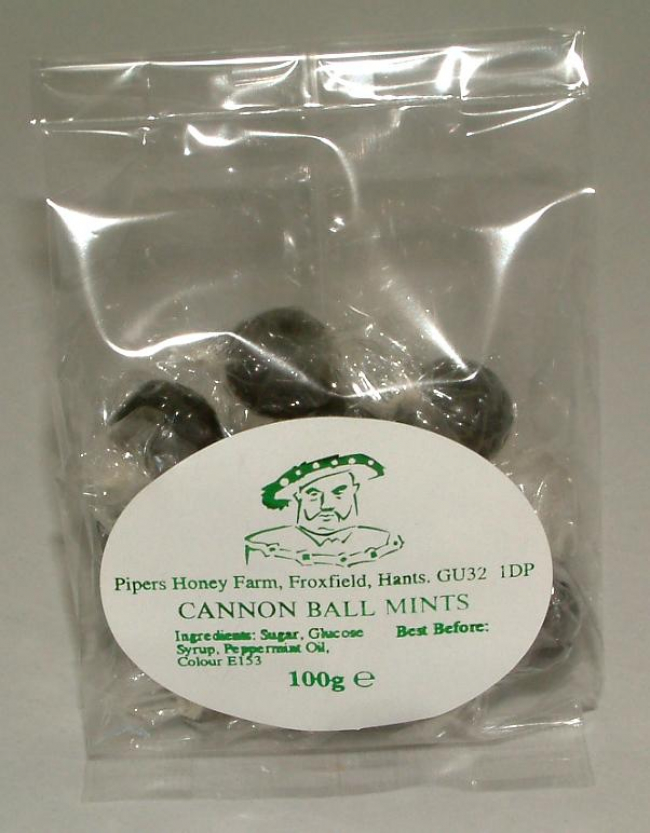 Pipers Honey Farm, Froxfield, Hants. GU32 1DP
CANNON BALL MINTS
Ingredients: Sugar, Glucose
Syrup, Peppermint Oil,
Colour E153
Best Before:
100g ℮